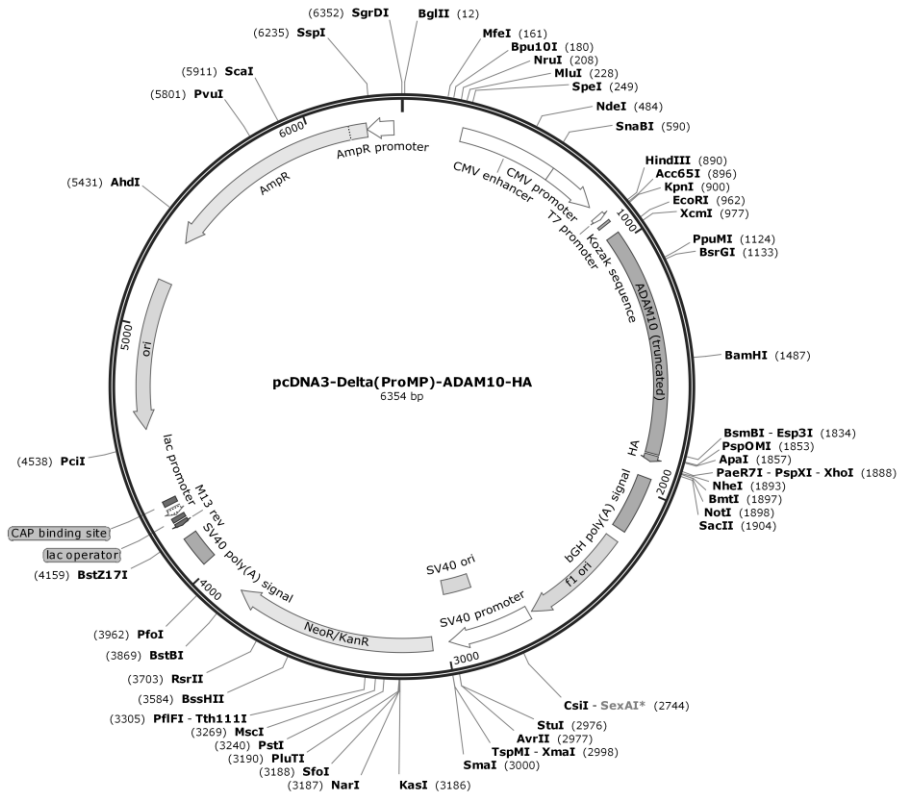 (6352) SgrDI
BglII (12)
(6235) SspI
MfeI (161)
Bpu10I (180)
NruI (208)
MluI (228)
SpeI (249)
(5911) ScaI
(5801) PvuI
NdeI (484)
SnaBI (590)
6000
AmpR promoter
AmpR
CMV enhancer
CMV promoter
T7 promoter
Kozak sequence
HindIII (890)
Acc65I (896)
KpnI (900)
EcoRI (962)
XcmI (977)
1000
(5431) AhdI
PpuMI (1124)
BsrGI (1133)
ADAM10 (truncated)
5000
ori
BamHI (1487)
pcDNA3-Delta(ProMP)-ADAM10-HA
6354 bp
HA
BsmBI - Esp3I (1834)
PspOMI (1853)
ApaI (1857)
PaeR7I - PspXI - XhoI (1888)
NheI (1893)
BmtI (1897)
NotI (1898)
SacII (1904)
2000
(4538) PciI
lac promoter
M13 rev
CAP binding site
lac operator
SV40 poly(A) signal
bGH poly(A) signal
f1 ori
SV40 ori
SV40 promoter
(4159) BstZ17I
4000
NeoR/KanR
3000
(3962) PfoI
(3869) BstBI
(3703) RsrII
(3584) BssHII
(3305) PflFI - Tth111I
(3269) MscI
(3240) PstI
(3190) PluTI
(3188) SfoI
(3187) NarI
KasI (3186)
CsiI - SexAI* (2744)
StuI (2976)
AvrII (2977)
TspMI - XmaI (2998)
SmaI (3000)